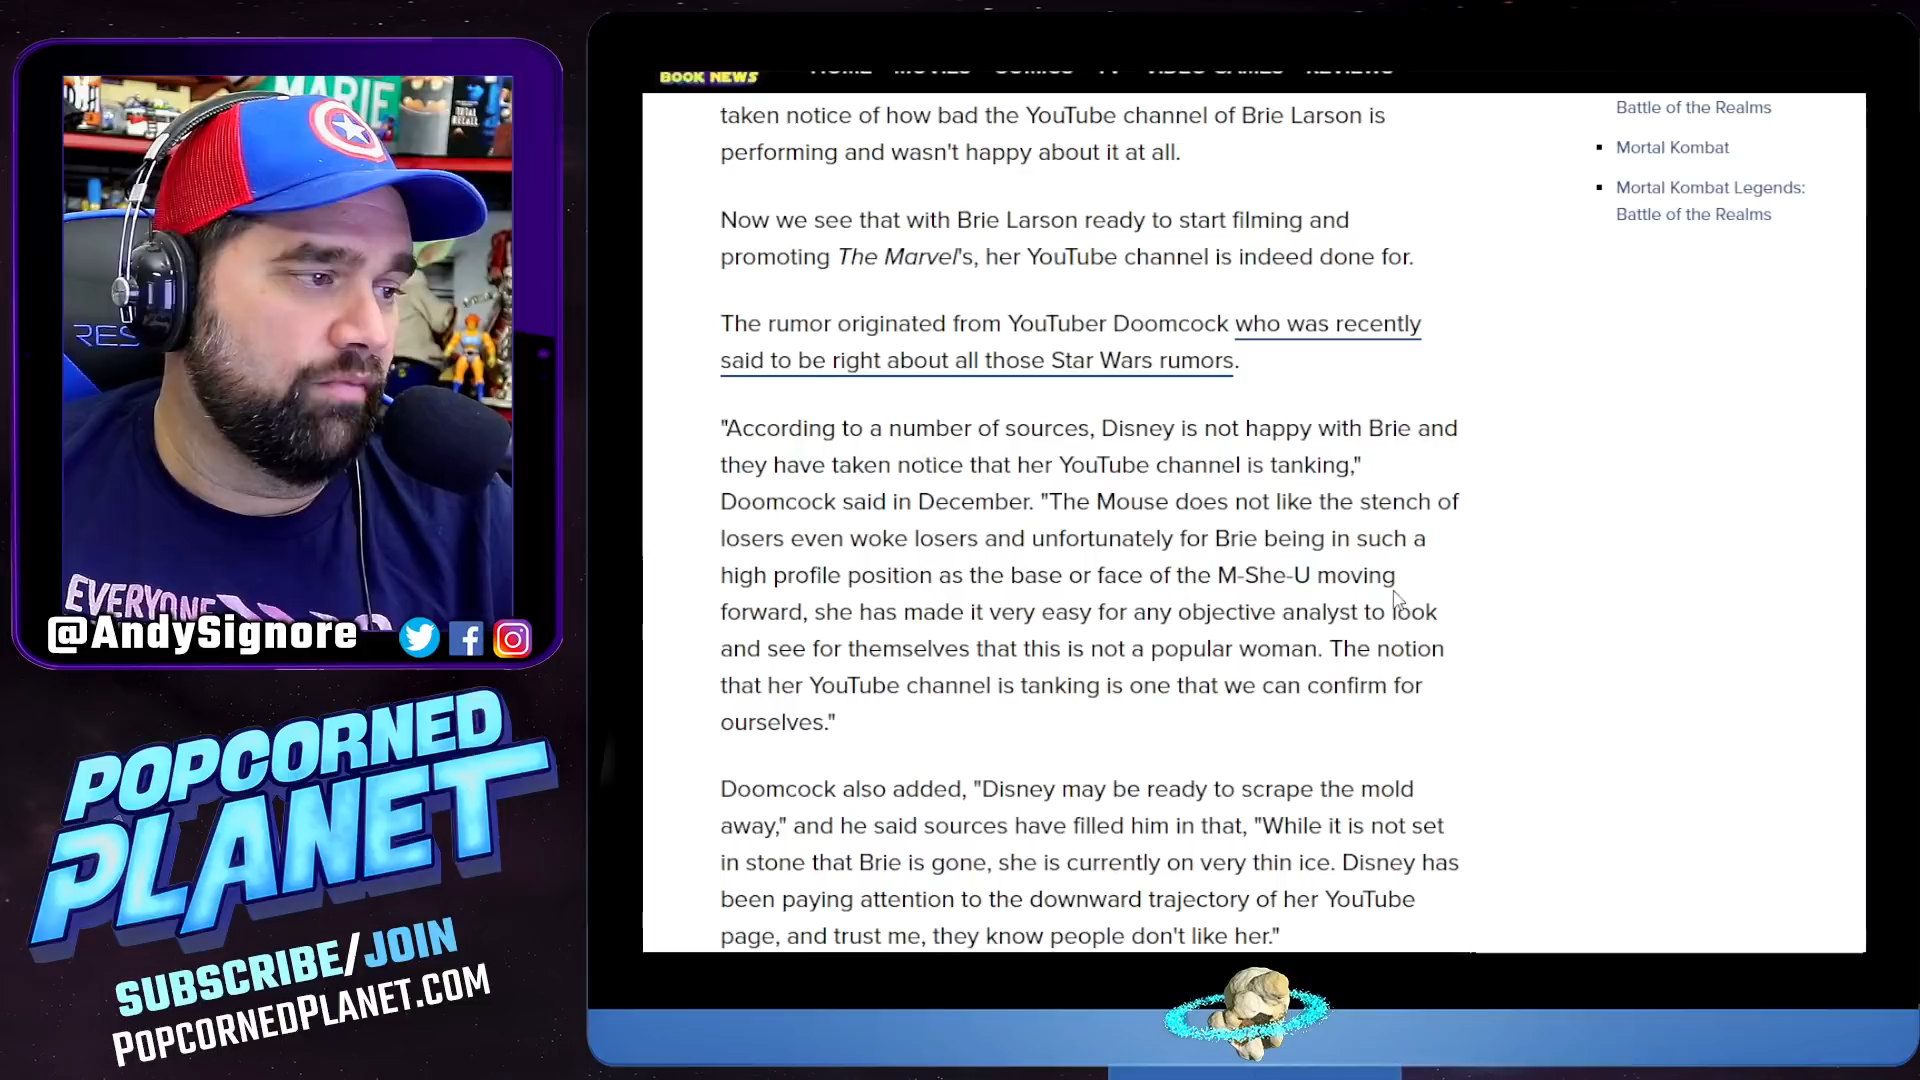 MARIE
TOTAL
RECALL
RES
EVERYONE
@AndySignore
POPCORNED
PLANET
SUBSCRIBE/JOIN
POPCORNEDPLANET.COM
BOOK NEWS
HOME MOVIES COMICS TV VIDEO GAMES REVIEWS
taken notice of how bad the YouTube channel of Brie Larson is
performing and wasn't happy about it at all.
Now we see that with Brie Larson ready to start filming and
promoting The Marvel's, her YouTube channel is indeed done for.
The rumor originated from YouTuber Doomcock who was recently
said to be right about all those Star Wars rumors.
"According to a number of sources, Disney is not happy with Brie and
they have taken notice that her YouTube channel is tanking,"
Doomcock said in December. "The Mouse does not like the stench of
losers even woke losers and unfortunately for Brie being in such a
high profile position as the base or face of the M-She-U moving
forward, she has made it very easy for any objective analyst to look
and see for themselves that this is not a popular woman. The notion
that her YouTube channel is tanking is one that we can confirm for
ourselves."
Doomcock also added, "Disney may be ready to scrape the mold
away," and he said sources have filled him in that, "While it is not set
in stone that Brie is gone, she is currently on very thin ice. Disney has
been paying attention to the downward trajectory of her YouTube
page, and trust me, they know people don't like her."
Battle of the Realms
Mortal Kombat
Mortal Kombat Legends:
Battle of the Realms